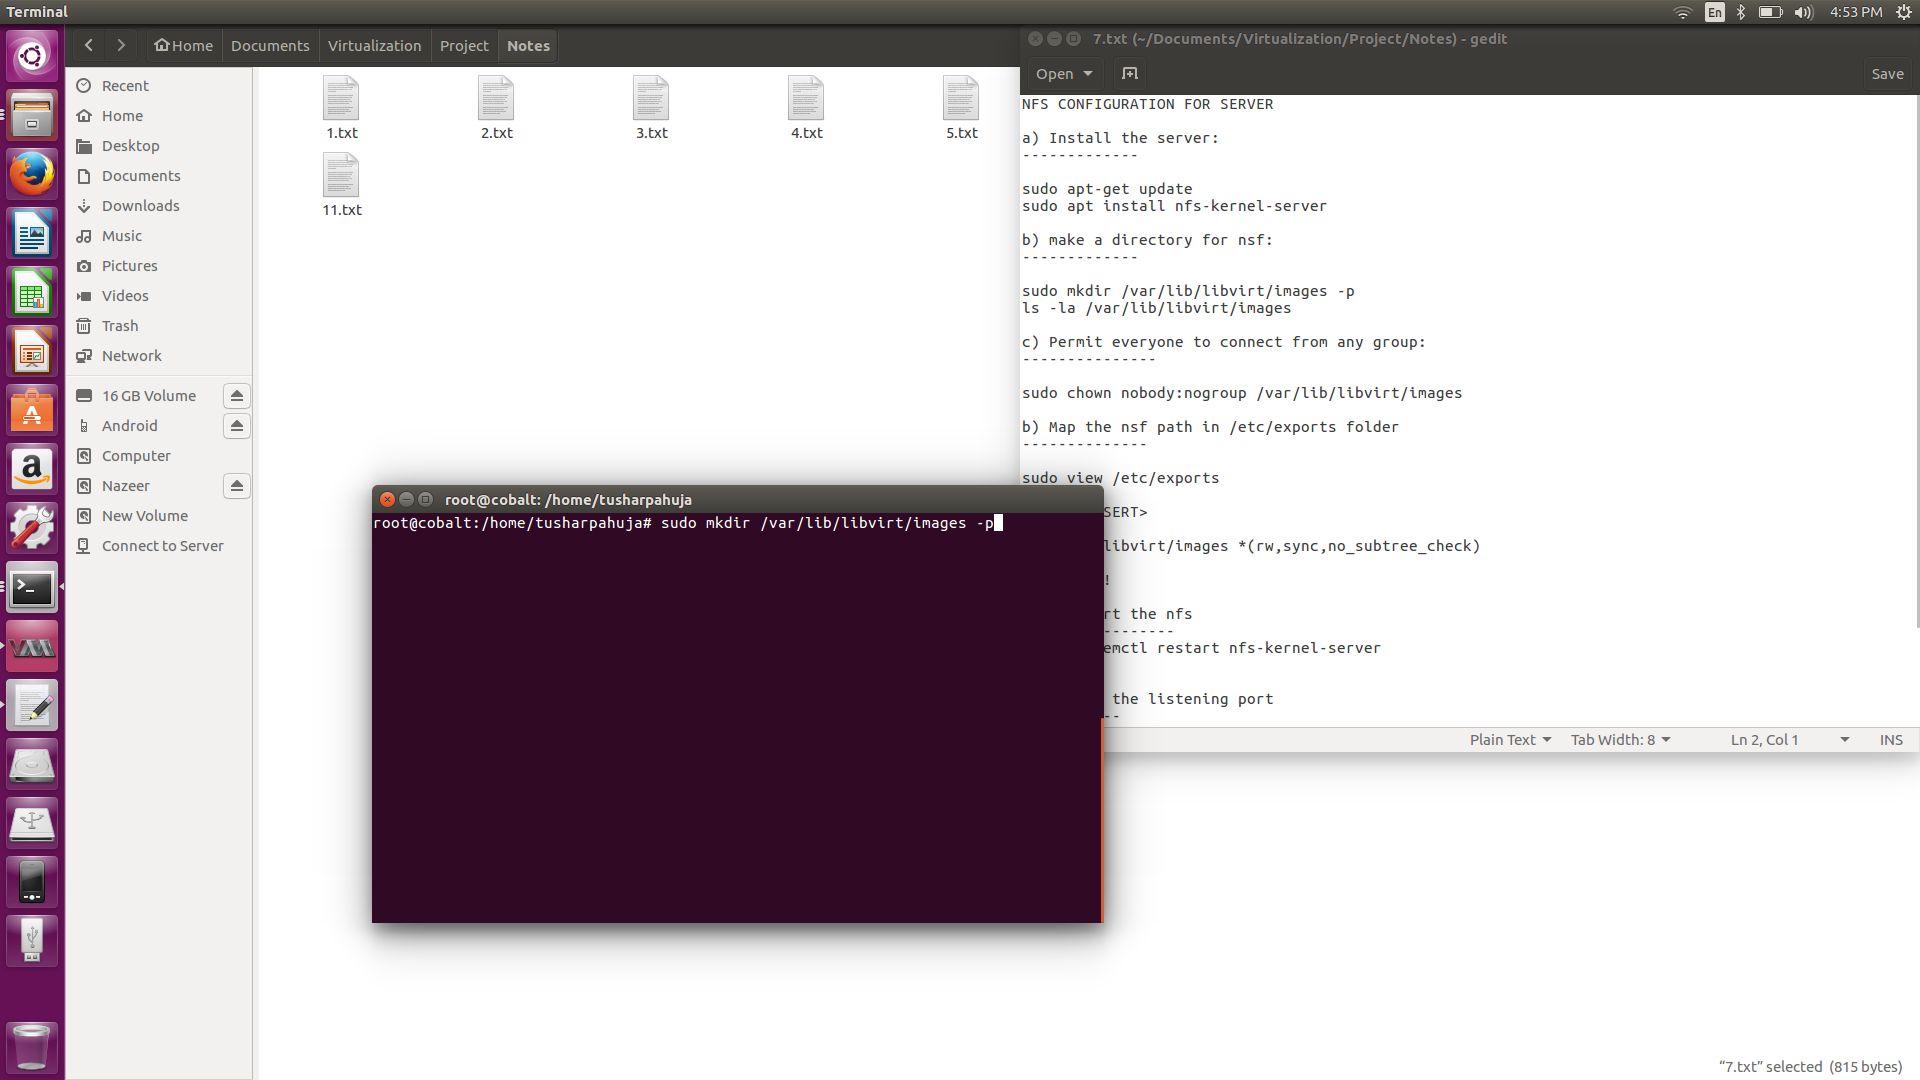 Terminal
En
4:53 PM
Home
Documents
Virtualization
Project
Notes
7.txt (~/Documents/Virtualization/Project/Notes) - gedit
Open
Save
Recent
Home
Desktop
Documents
Downloads
Music
Pictures
Videos
Trash
Network
16 GB Volume
Android
Computer
Nazeer
New Volume
Connect to Server
1.txt
2.txt
3.txt
4.txt
5.txt
11.txt
NFS CONFIGURATION FOR SERVER
a) Install the server:
-------------
sudo apt-get update
sudo apt install nfs-kernel-server
b) make a directory for nsf:
-------------
sudo mkdir /var/lib/libvirt/images -p
ls -la /var/lib/libvirt/images
c) Permit everyone to connect from any group:
---------------
sudo chown nobody:nogroup /var/lib/libvirt/images
b) Map the nsf path in /etc/exports folder
--------------
sudo view /etc/exports
SERT>
libvirt/images *(rw,sync,no_subtree_check)
!
rt the nfs
--------
emctl restart nfs-kernel-server
the listening port
--
Plain Text
Tab Width: 8
Ln 2, Col 1
INS
root@cobalt: /home/tusharpahuja
root@cobalt:/home/tusharpahuja# sudo mkdir /var/lib/libvirt/images -p
“7.txt” selected (815 bytes)